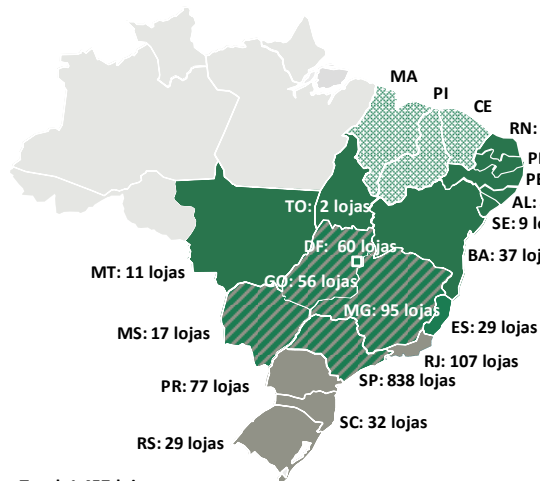 MA
PI
CE
RN:
AL:
TO: 2 lojas
SE: 9
DF: 60 lojas
BA: 37
MT: 11 lojas
GO: 56 lojas
MG: 95 lojas
MS: 17 lojas
ES: 29 lojas
RJ: 107 lojas
PR: 77 lojas
SP: 838 lojas
SC: 32 lojas
RS: 29 lojas